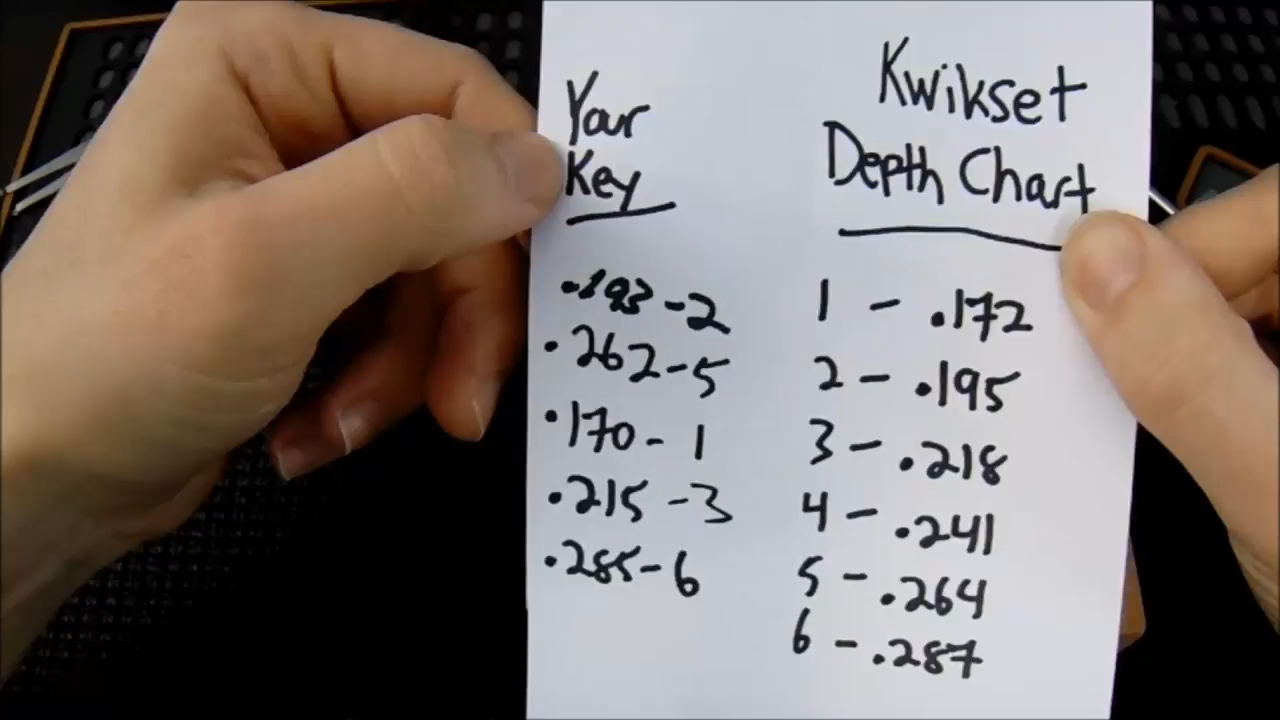 Your
Key
.193 - 2
.262 - 5
.170 - 1
.215 - 3
.285 - 6
Kwikset
Depth Chart
1 - .172
2 - .195
3 - .218
4 - .241
5 - .264
6 - .287